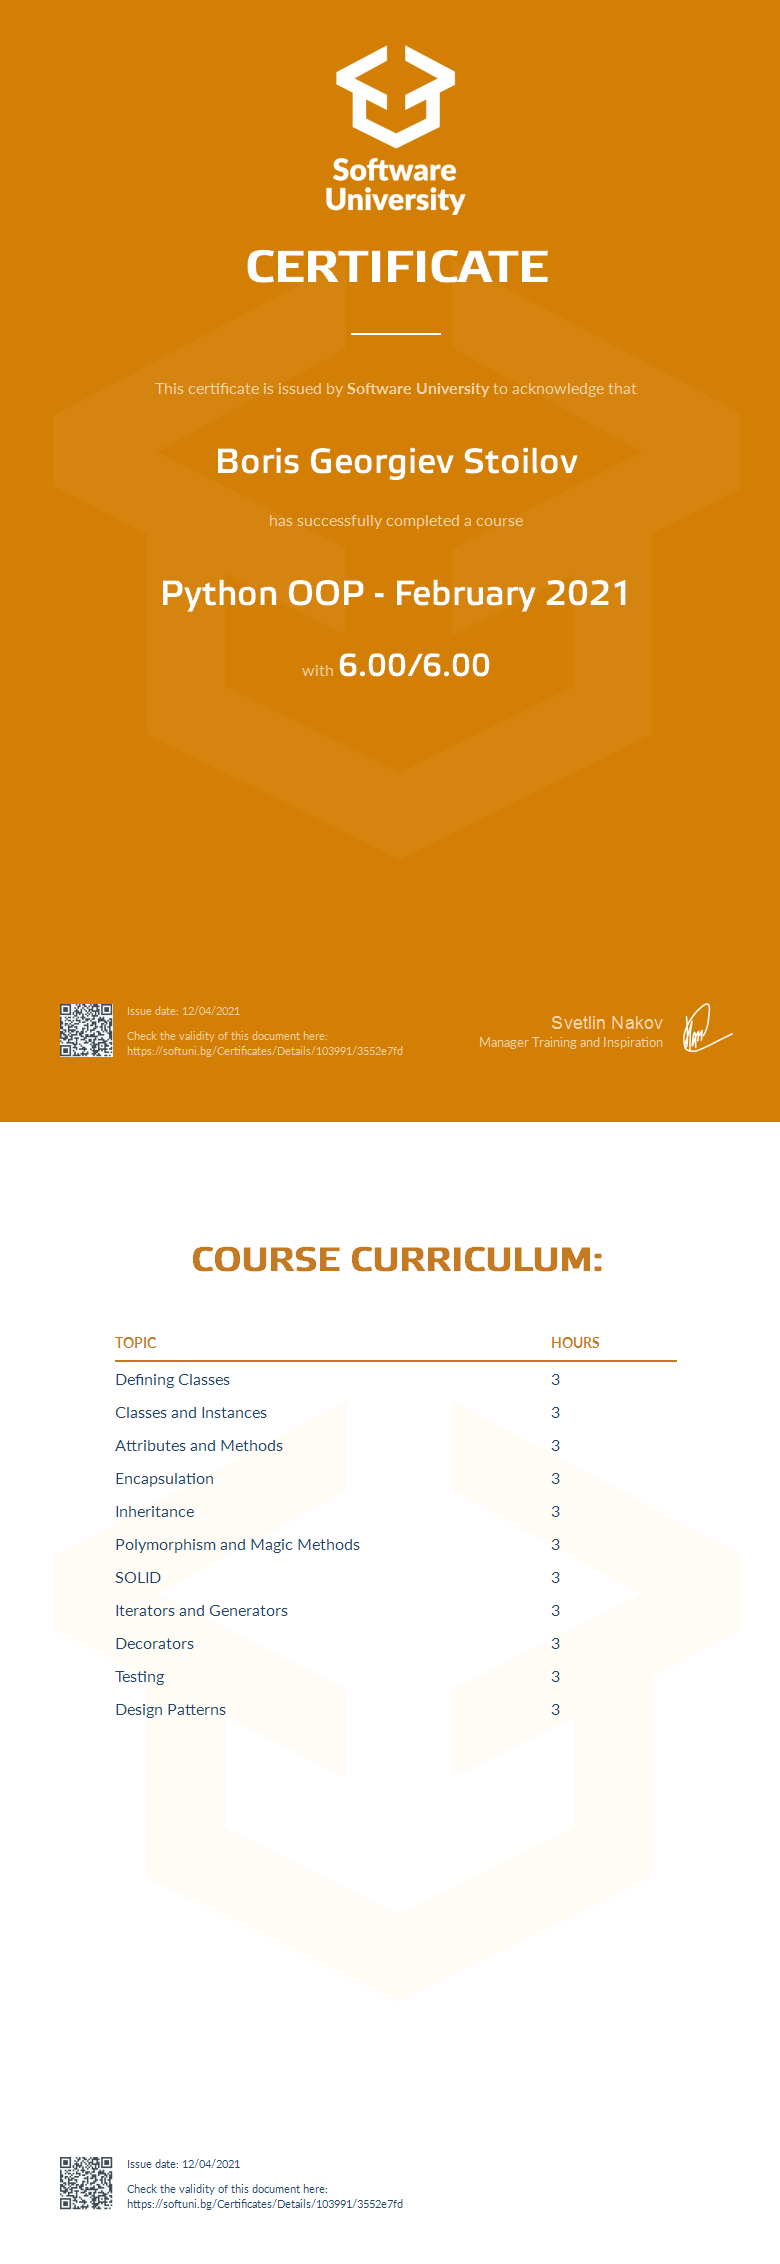 Software
University
CERTIFICATE
This certificate is issued by Software University to acknowledge that
Boris Georgiev Stoilov
has successfully completed a course
Python OOP - February 2021
with 6.00/6.00
Issue date: 12/04/2021
Check the validity of this document here:
https://softuni.bg/Certificates/Details/103991/3552e7fd
Svetlin Nakov
Manager Training and Inspiration
COURSE CURRICULUM:
TOPIC HOURS
Defining Classes 3
Classes and Instances 3
Attributes and Methods 3
Encapsulation 3
Inheritance 3
Polymorphism and Magic Methods 3
SOLID 3
Iterators and Generators 3
Decorators 3
Testing 3
Design Patterns 3
Issue date: 12/04/2021
Check the validity of this document here:
https://softuni.bg/Certificates/Details/103991/3552e7fd